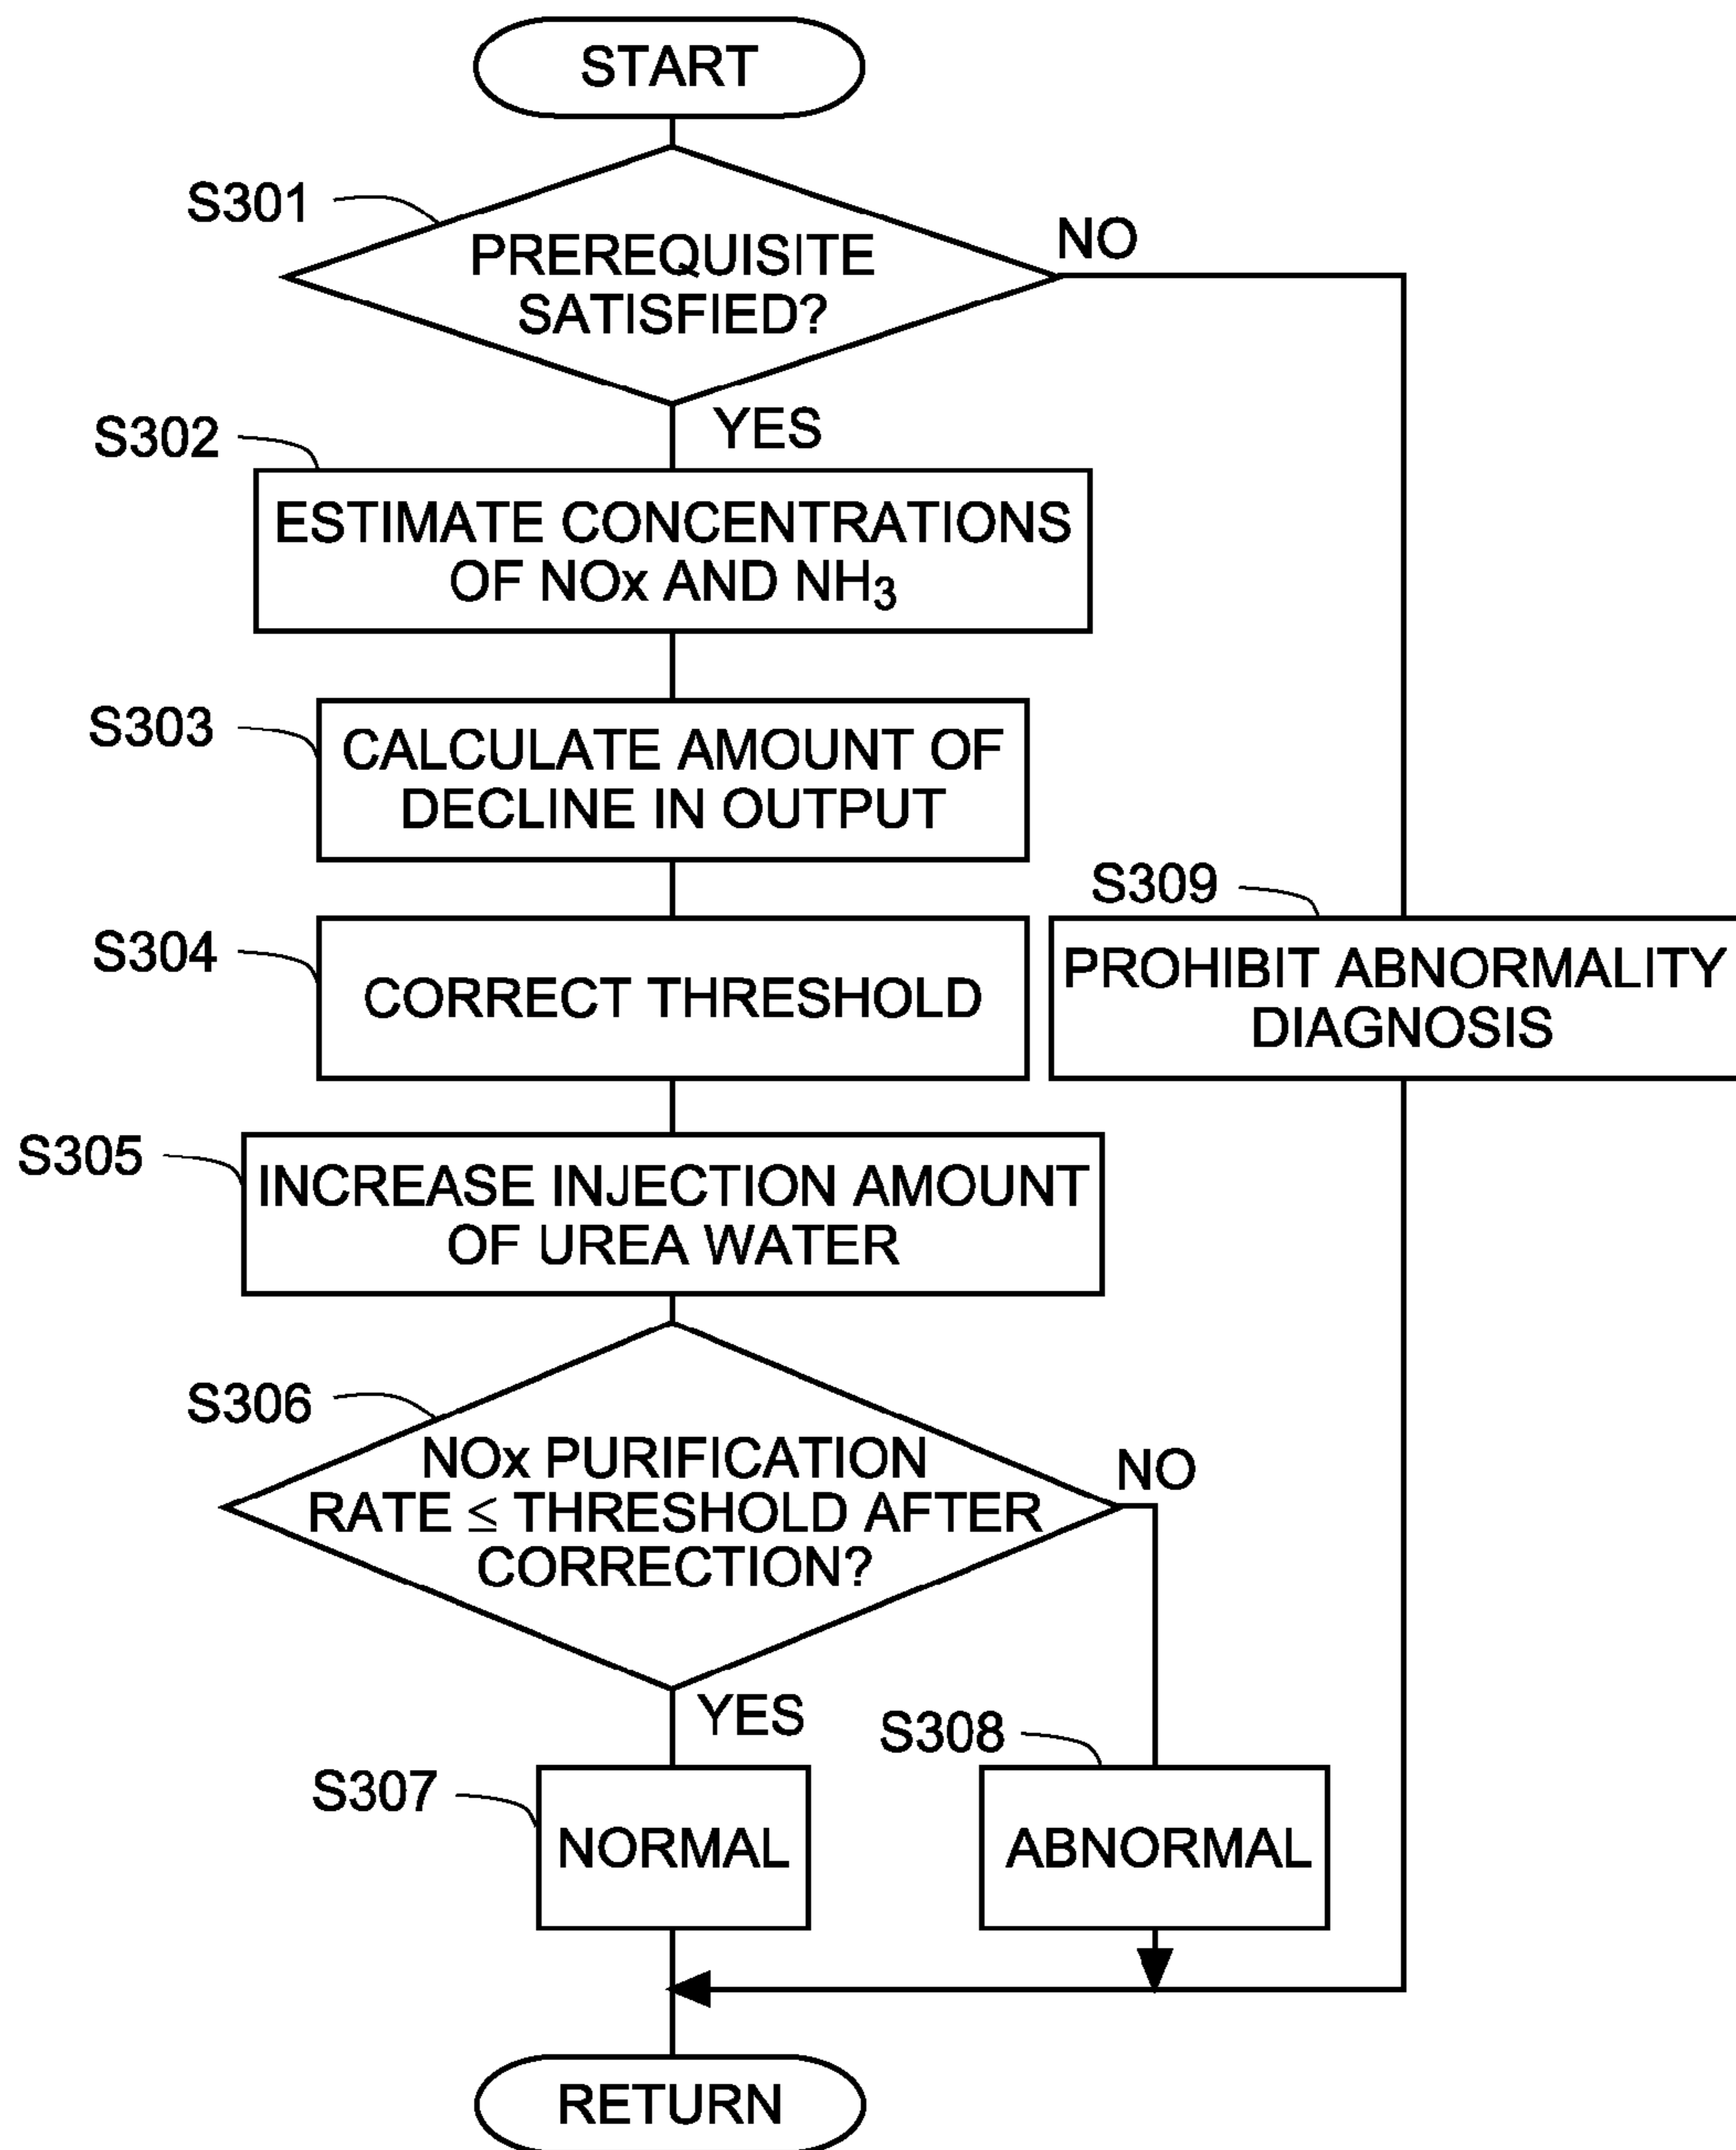 START
S301
PREREQUISITE
SATISFIED?
NO
YES
S302
ESTIMATE CONCENTRATIONS
OF NOx AND NH₃
S303
CALCULATE AMOUNT OF
DECLINE IN OUTPUT
S304
CORRECT THRESHOLD
S309
PROHIBIT ABNORMALITY
DIAGNOSIS
S305
INCREASE INJECTION AMOUNT
OF UREA WATER
S306
NOx PURIFICATION
RATE ≤ THRESHOLD AFTER
CORRECTION?
NO
YES
S307
NORMAL
S308
ABNORMAL
RETURN